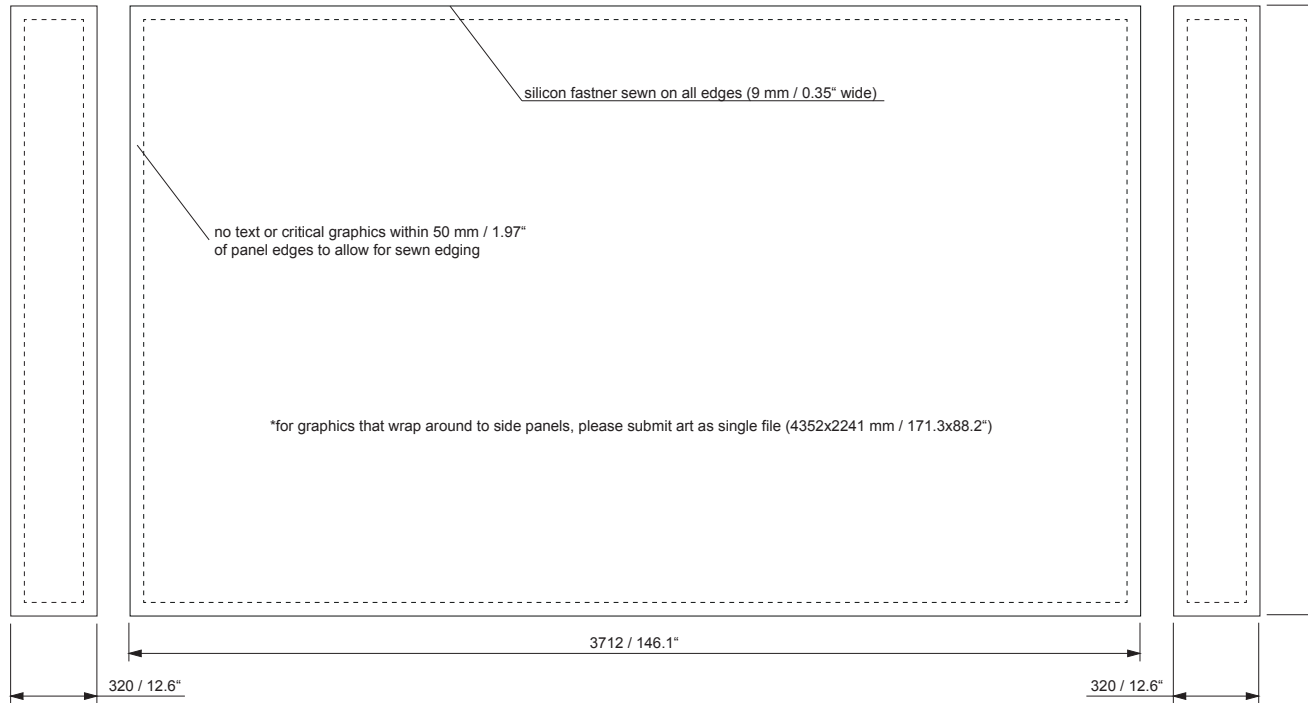 silicon fastner sewn on all edges (9 mm / 0.35“ wide)
no text or critical graphics within 50 mm / 1.97“
of panel edges to allow for sewn edging
*for graphics that wrap around to side panels, please submit art as single file (4352x2241 mm / 171.3x88.2“)
3712 / 146.1“
320 / 12.6“
320 / 12.6“